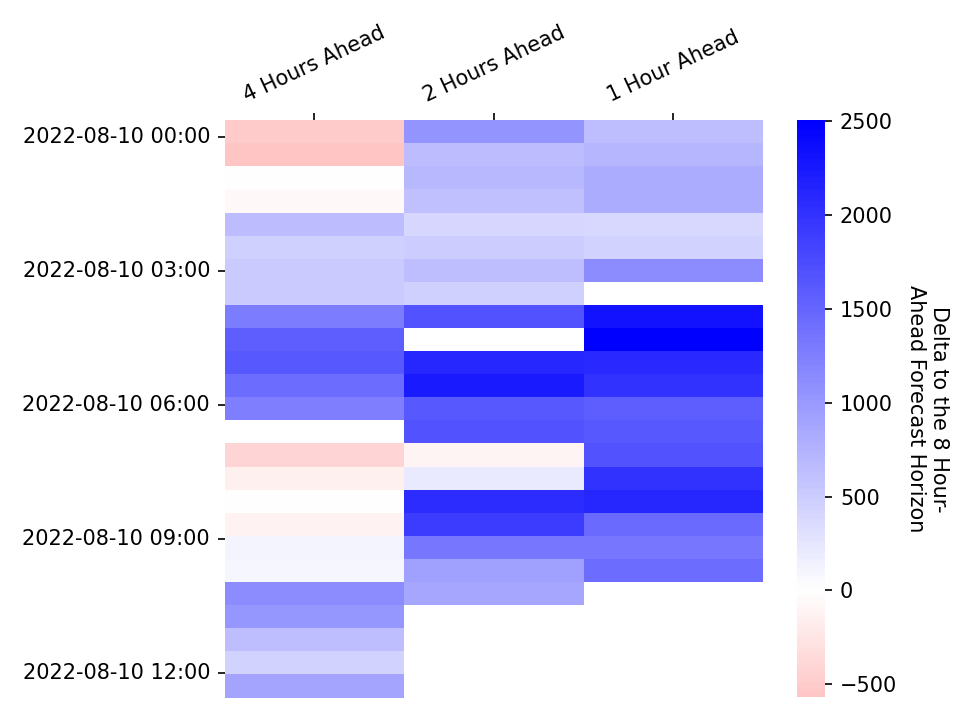 4 Hours Ahead
2 Hours Ahead
1 Hour Ahead
2022-08-10 00:00
2022-08-10 03:00
2022-08-10 06:00
2022-08-10 09:00
2022-08-10 12:00
2500
2000
1500
1000
500
0
−500
Delta to the 8 Hour-
Ahead Forecast Horizon